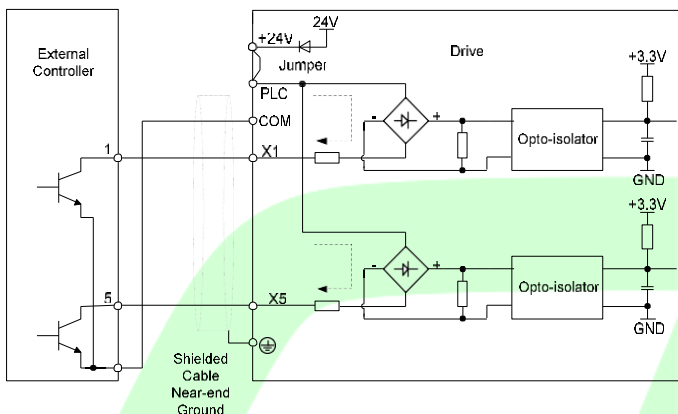 External
Controller
24V
+24V
Jumper
Drive
PLC
COM
+3.3V
- +
1
X1
Opto-isolator
GND
+3.3V
- +
5
X5
Opto-isolator
GND
Shielded
Cable
Near-end
Ground